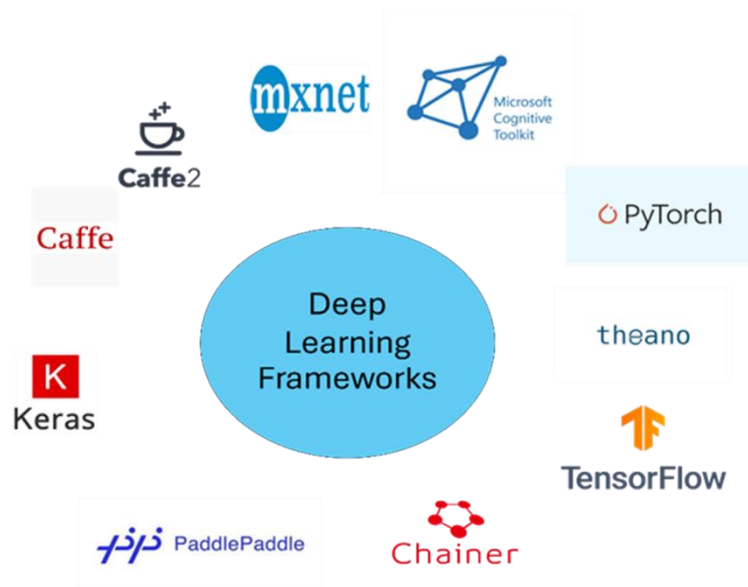 mxnet
Microsoft
Cognitive
Toolkit
Caffe2
PyTorch
Caffe
Deep
Learning
Frameworks
theano
K
Keras
TensorFlow
PaddlePaddle
Chainer